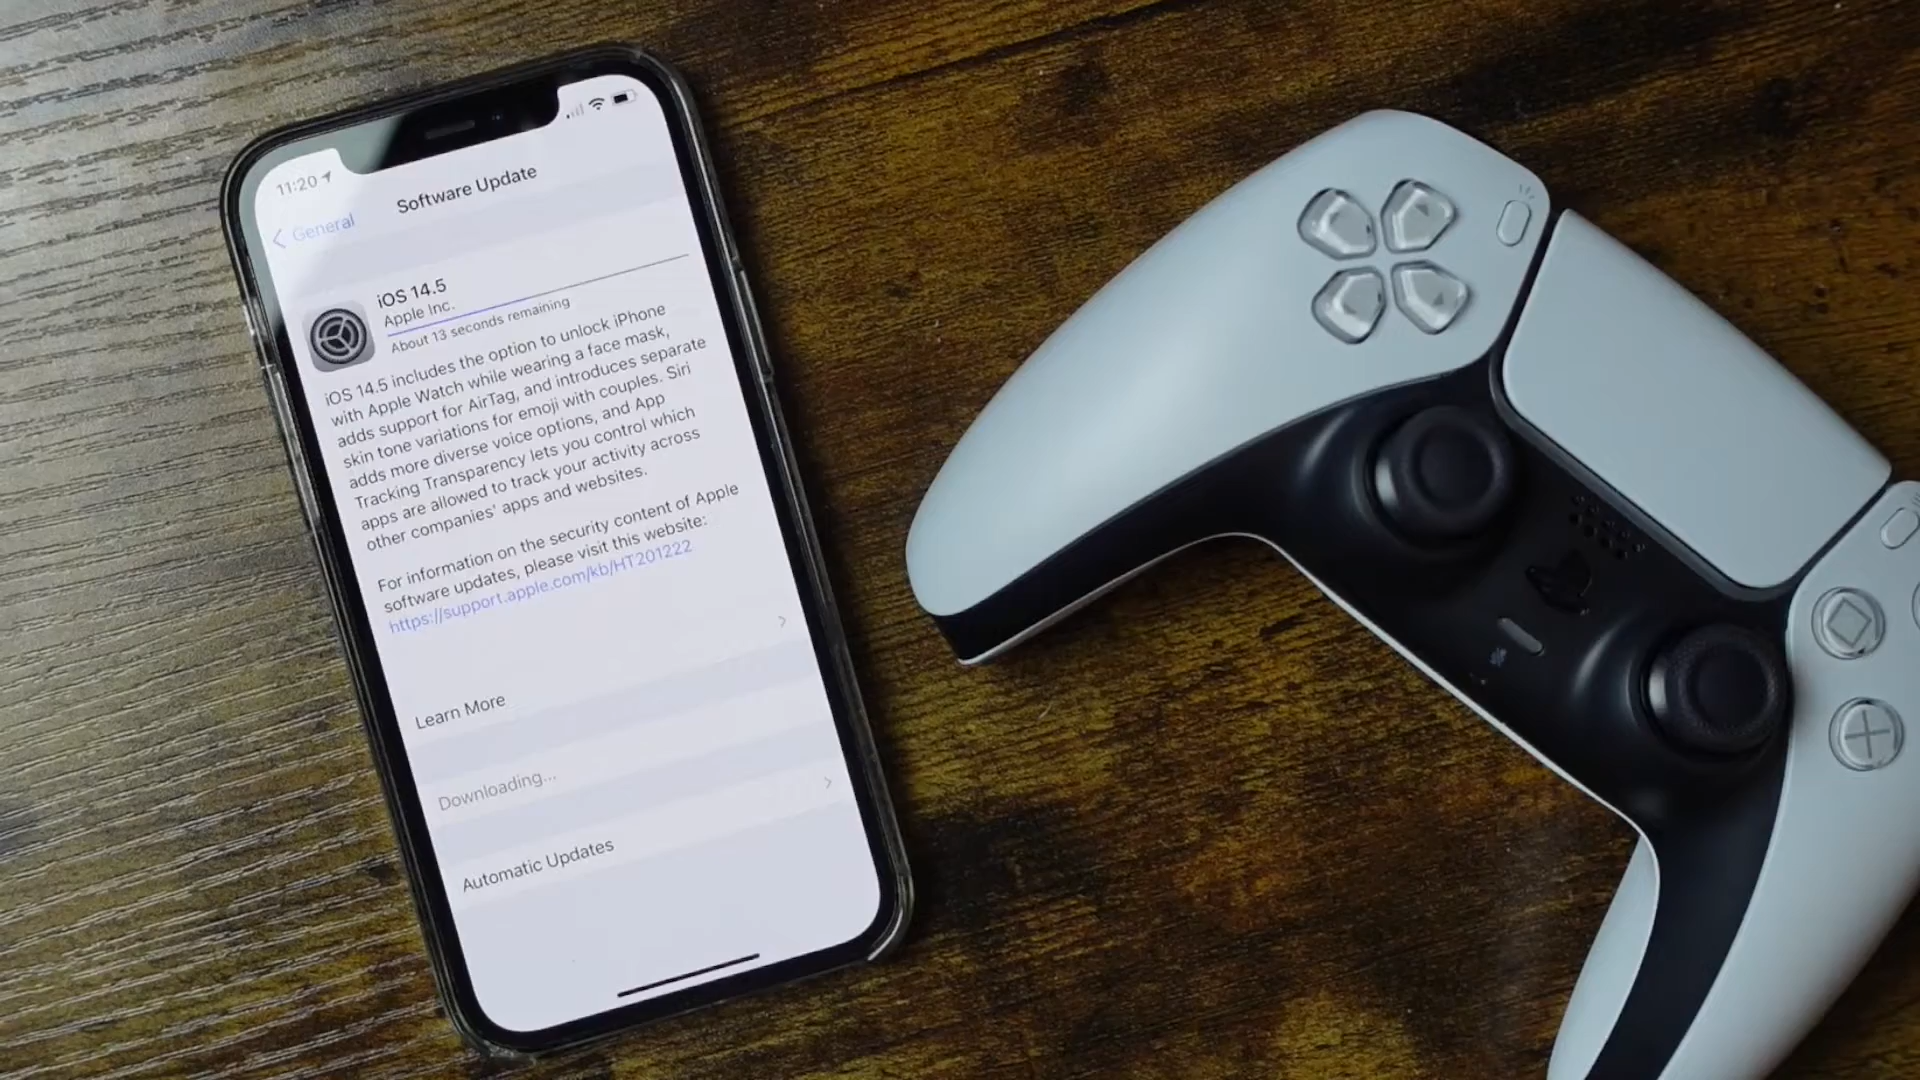 11:20
Software Update
General
iOS 14.5
Apple Inc.
About 13 seconds remaining
iOS 14.5 includes the option to unlock iPhone
with Apple Watch while wearing a face mask,
adds support for AirTag, and introduces separate
skin tone variations for emoji with couples. Siri
adds more diverse voice options, and App
Tracking Transparency lets you control which
apps are allowed to track your activity across
other companies' apps and websites.
For information on the security content of Apple
software updates, please visit this website:
https://support.apple.com/kb/HT201222
Learn More
Downloading...
Automatic Updates